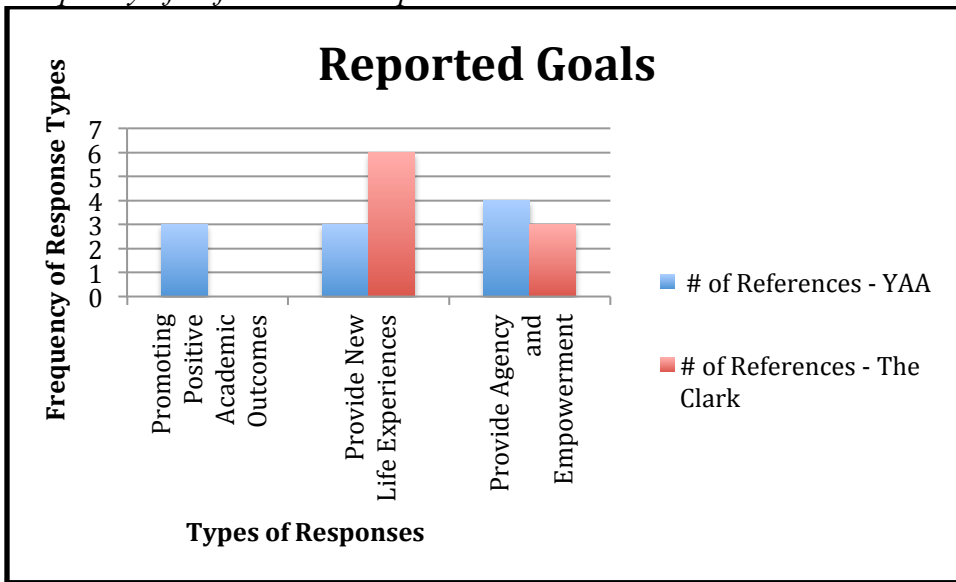 Reported Goals
Frequency of Response Types
7
6
5
4
3
2
1
0
Promoting
Positive
Academic
Outcomes
Provide New
Life Experiences
Provide Agency
and
Empowerment
Types of Responses
# of References - YAA
# of References - The
Clark